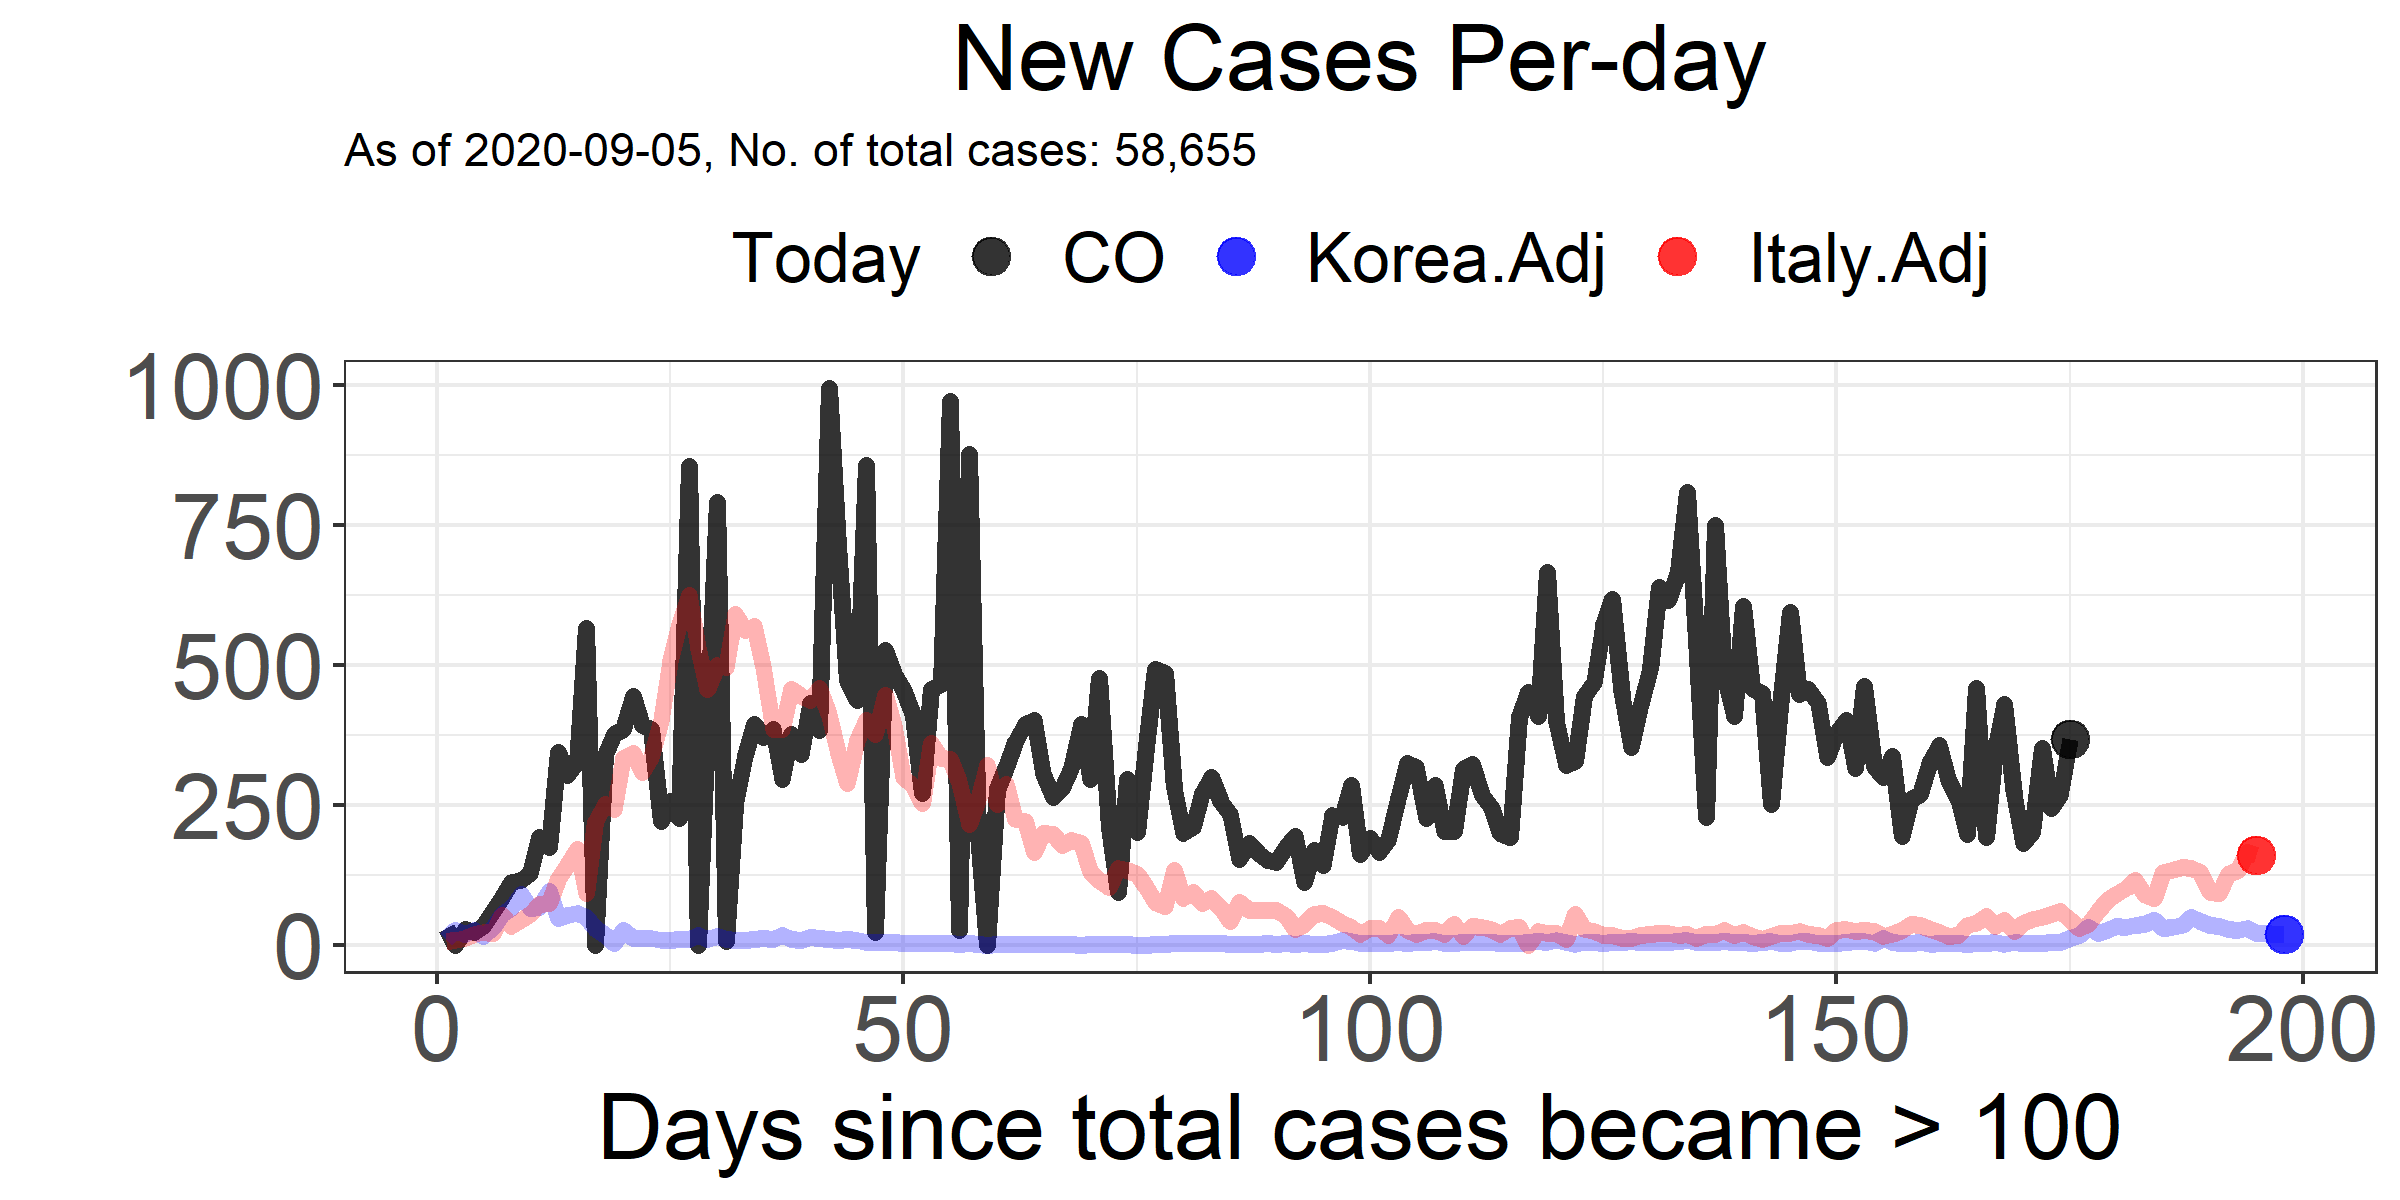 New Cases Per-day
As of 2020-09-05, No. of total cases: 58,655
Today CO Korea.Adj Italy.Adj
1000
750
500
250
0
0 50 100 150 200
Days since total cases became > 100